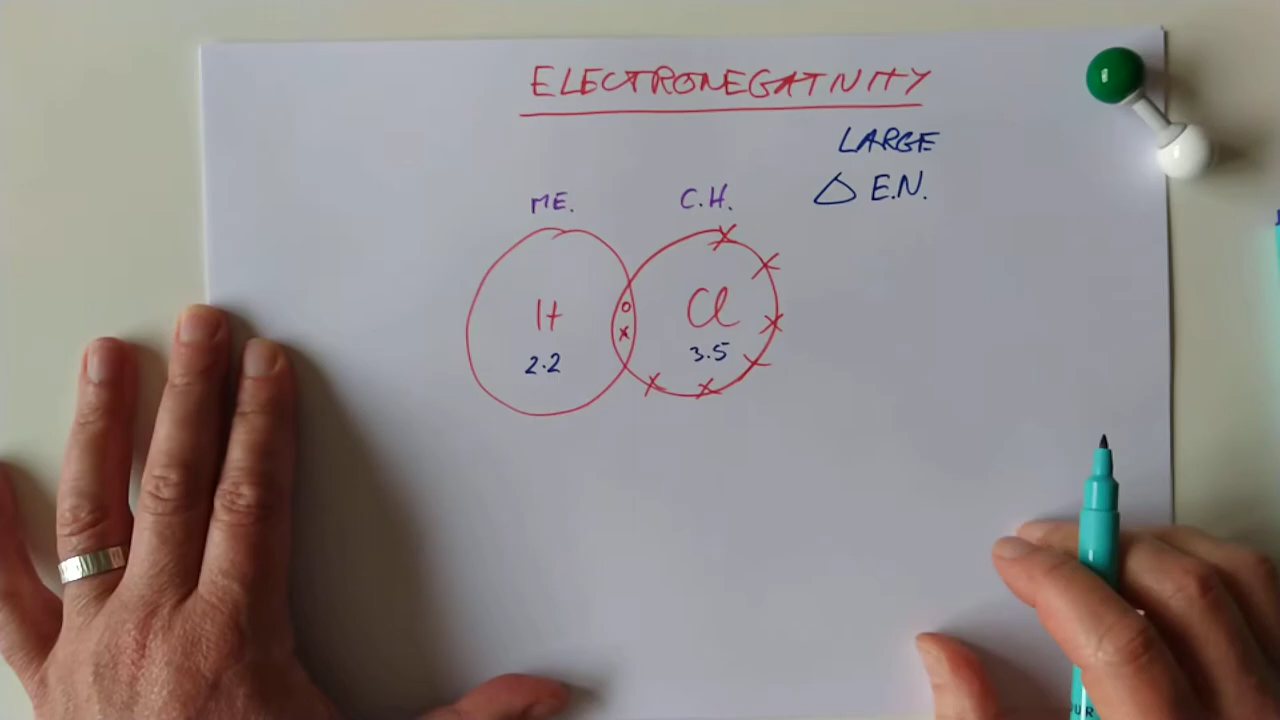 ELECTRONEGATIVITY
LARGE
△ E.N.
ME. C.H.
H Cl
2.2 3.5